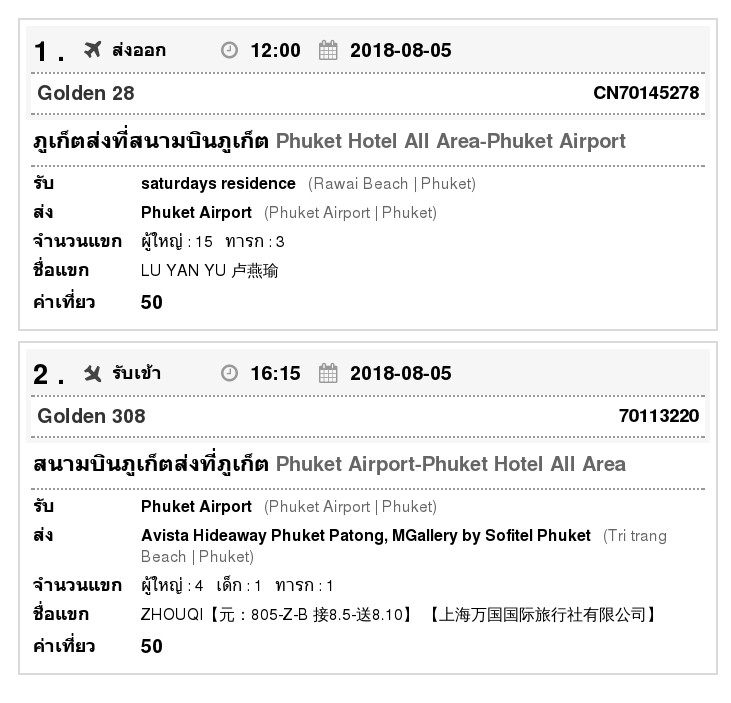 1 . ส่งออก 12:00 2018-08-05
Golden 28 CN70145278
ภูเก็ตส่งที่สนามบินภูเก็ต Phuket Hotel All Area-Phuket Airport
รับ saturdays residence (Rawai Beach | Phuket)
ส่ง Phuket Airport (Phuket Airport | Phuket)
จำนวนแขก ผู้ใหญ่ : 15 ทารก : 3
ชื่อแขก LU YAN YU 卢燕瑜
ค่าเที่ยว 50
2 . รับเข้า 16:15 2018-08-05
Golden 308 70113220
สนามบินภูเก็ตส่งที่ภูเก็ต Phuket Airport-Phuket Hotel All Area
รับ Phuket Airport (Phuket Airport | Phuket)
ส่ง Avista Hideaway Phuket Patong, MGallery by Sofitel Phuket (Tri trang
Beach | Phuket)
จำนวนแขก ผู้ใหญ่ : 4 เด็ก : 1 ทารก : 1
ชื่อแขก ZHOUQI【元：805-Z-B 接8.5-送8.10】 【上海万国国际旅行社有限公司】
ค่าเที่ยว 50